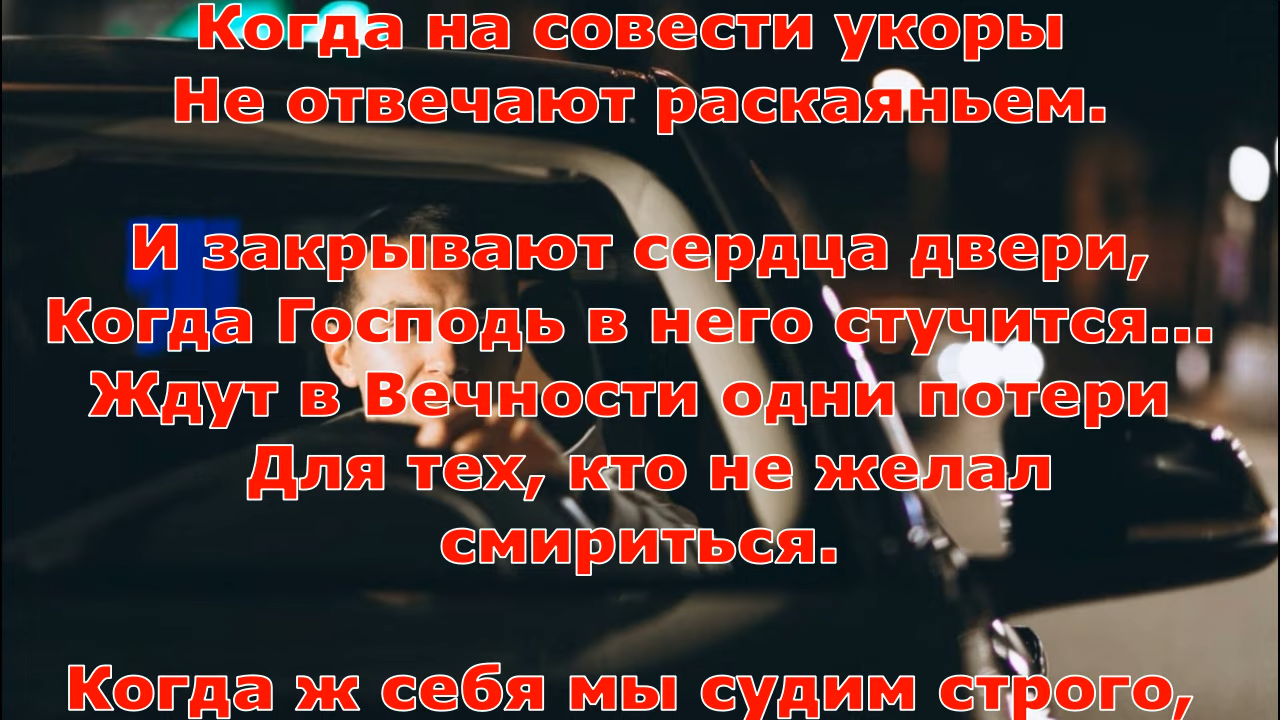 Когда на совести укоры
Не отвечают раскаяньем.
И закрывают сердца двери,
Когда Господь в него стучится...
Ждут в Вечности одни потери
Для тех, кто не желал
смириться.
Когда ж себя мы судим строго,